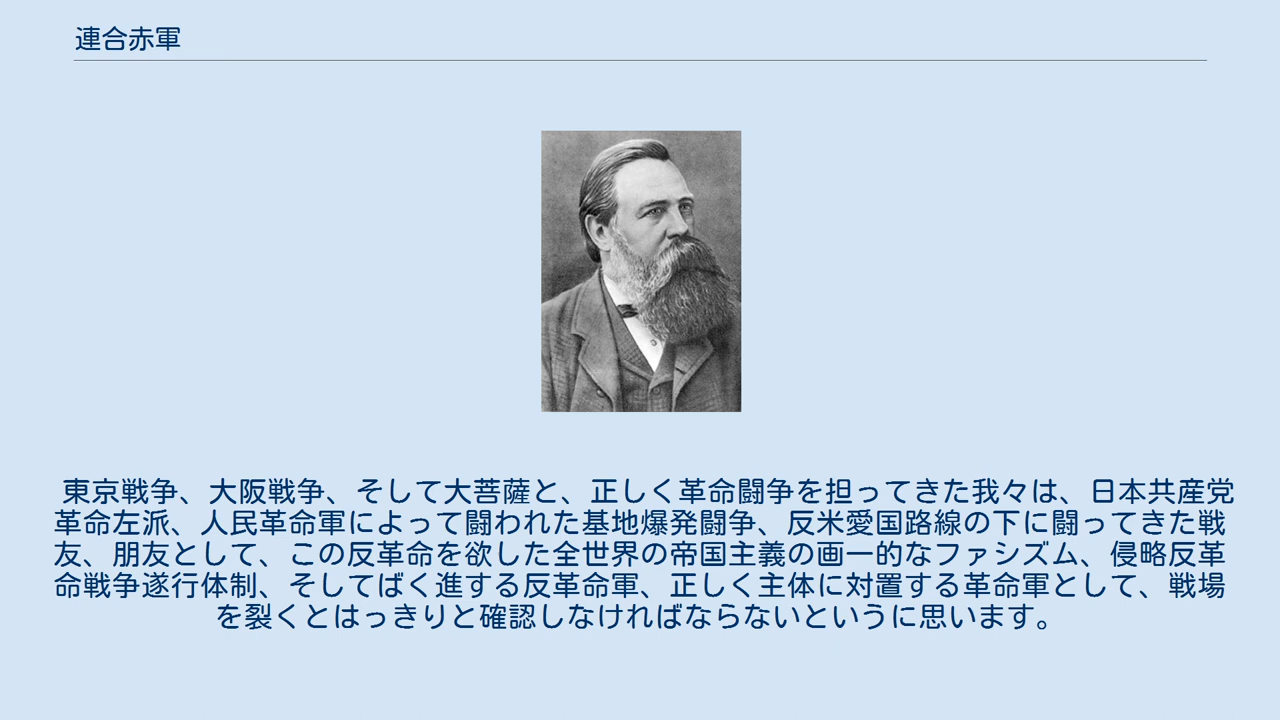 連合赤軍
東京戦争、大阪戦争、そして大菩薩と、正しく革命闘争を担ってきた我々は、日本共産党
革命左派、人民革命軍によって闘われた基地爆発闘争、反米愛国路線の下に闘ってきた戦
友、朋友として、この反革命を欲した全世界の帝国主義の画一的なファシズム、侵略反革
命戦争遂行体制、そしてばく進する反革命軍、正しく主体に対置する革命軍として、戦場
を裂くとはっきりと確認しなければならないというに思います。